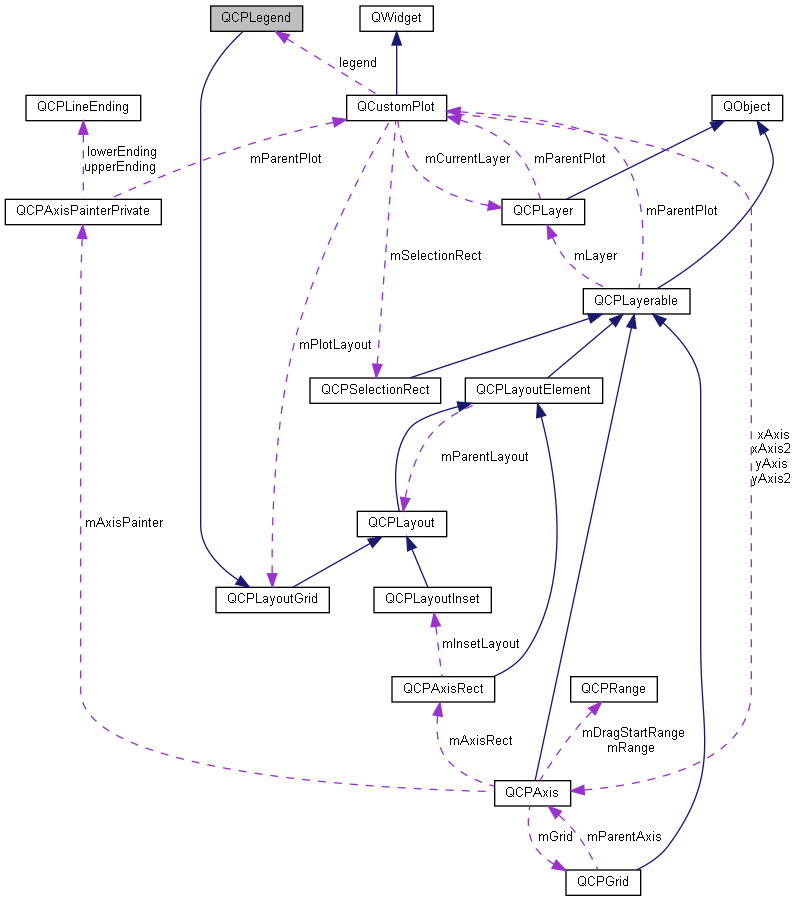 QCPLegend
QWidget
legend
QCPLineEnding
QCustomPlot
QObject
lowerEnding
upperEnding
mParentPlot
mCurrentLayer
mParentPlot
QCPAxisPainterPrivate
QCPLayer
mParentPlot
mSelectionRect
mLayer
QCPLayerable
mPlotLayout
QCPSelectionRect
QCPLayoutElement
xAxis
xAxis2
yAxis
yAxis2
mParentLayout
mAxisPainter
QCPLayout
QCPLayoutGrid
QCPLayoutInset
mInsetLayout
QCPAxisRect
QCPRange
mAxisRect
mDragStartRange
mRange
QCPAxis
mGrid
mParentAxis
QCPGrid